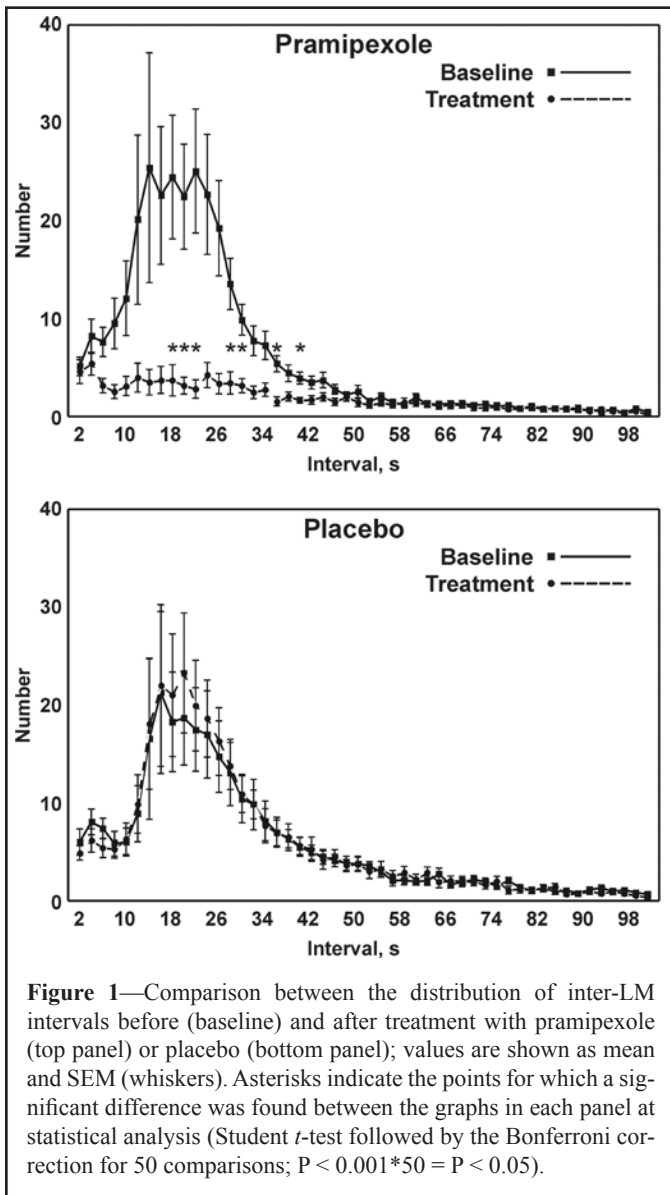 40
Pramipexole
Baseline
Treatment
30
Number
20
10
*** ** * *
0
2 10 18 26 34 42 50 58 66 74 82 90 98
Interval, s
40
Placebo
Baseline
Treatment
30
Number
20
10
0
2 10 18 26 34 42 50 58 66 74 82 90 98
Interval, s
Figure 1—Comparison between the distribution of inter-LM
intervals before (baseline) and after treatment with pramipexole
(top panel) or placebo (bottom panel); values are shown as mean
and SEM (whiskers). Asterisks indicate the points for which a sig-
nificant difference was found between the graphs in each panel at
statistical analysis (Student t-test followed by the Bonferroni cor-
rection for 50 comparisons; P < 0.001*50 = P < 0.05).